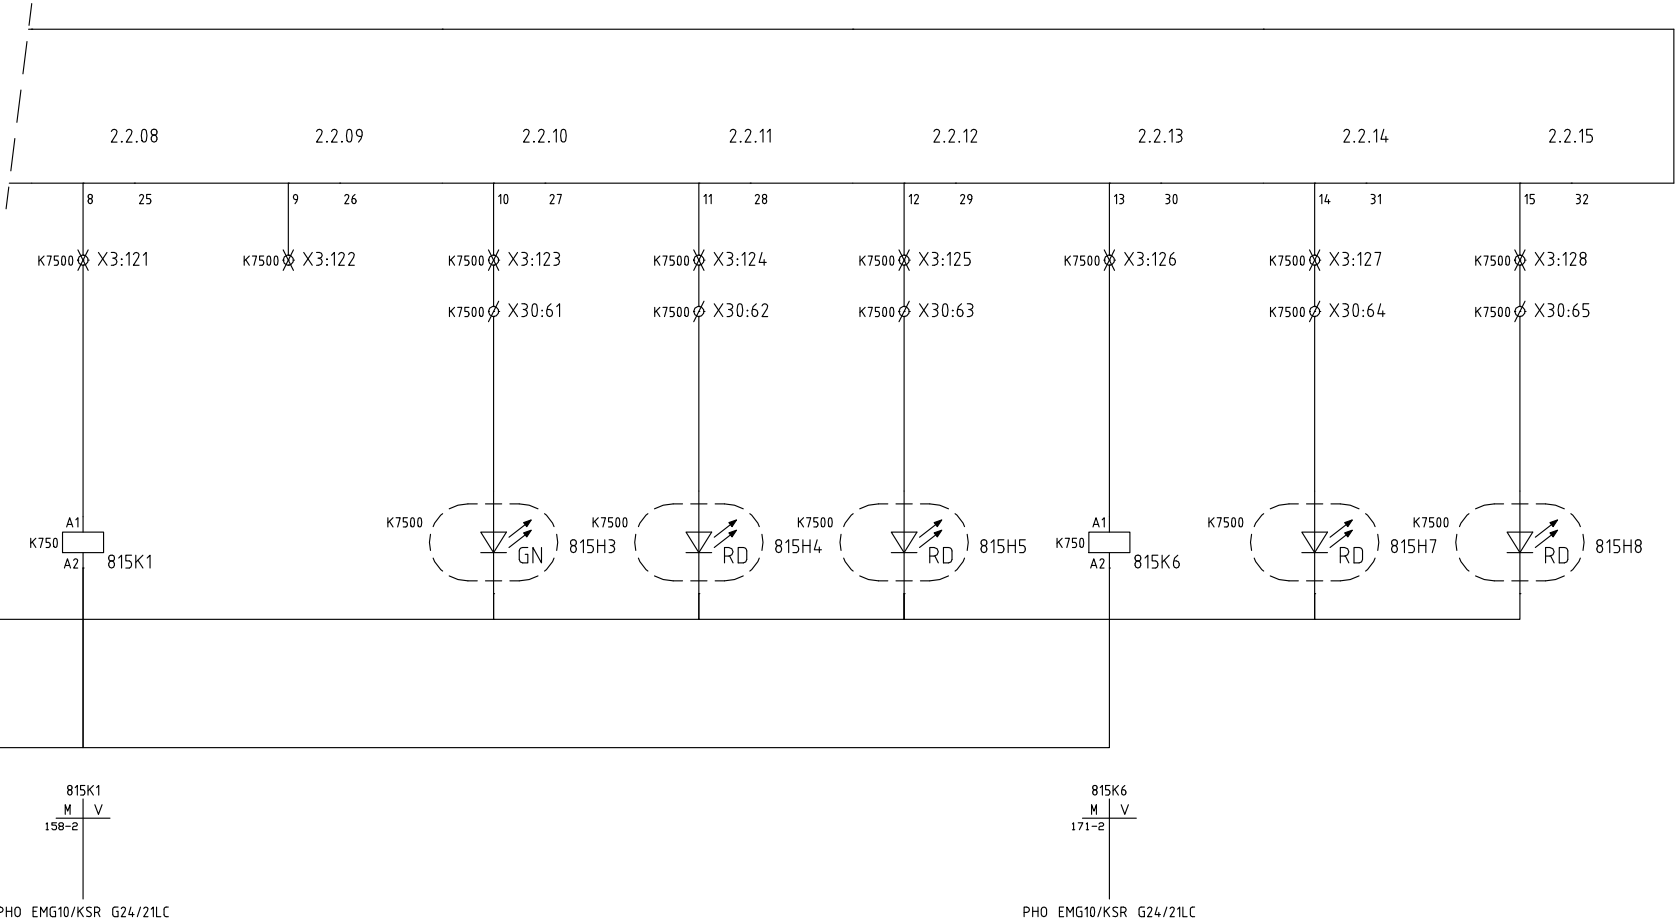 2.2.08 2.2.09 2.2.10 2.2.11 2.2.12 2.2.13 2.2.14 2.2.15
8 25 9 26 10 27 11 28 12 29 13 30 14 31 15 32
K7500 X3:121 K7500 X3:122 K7500 X3:123 K7500 X3:124 K7500 X3:125 K7500 X3:126 K7500 X3:127 K7500 X3:128
K7500 X30:61 K7500 X30:62 K7500 X30:63 K7500 X30:64 K7500 X30:65
A1 K7500 K7500 K7500 A1 K7500 K7500
K750 815H3 815H4 815H5 K750 815H7 815H8
GN RD RD RD RD
A2 815K1 A2 815K6
815K1 815K6
M V M V
158-2 171-2
PHO EMG10/KSR G24/21LC PHO EMG10/KSR G24/21LC